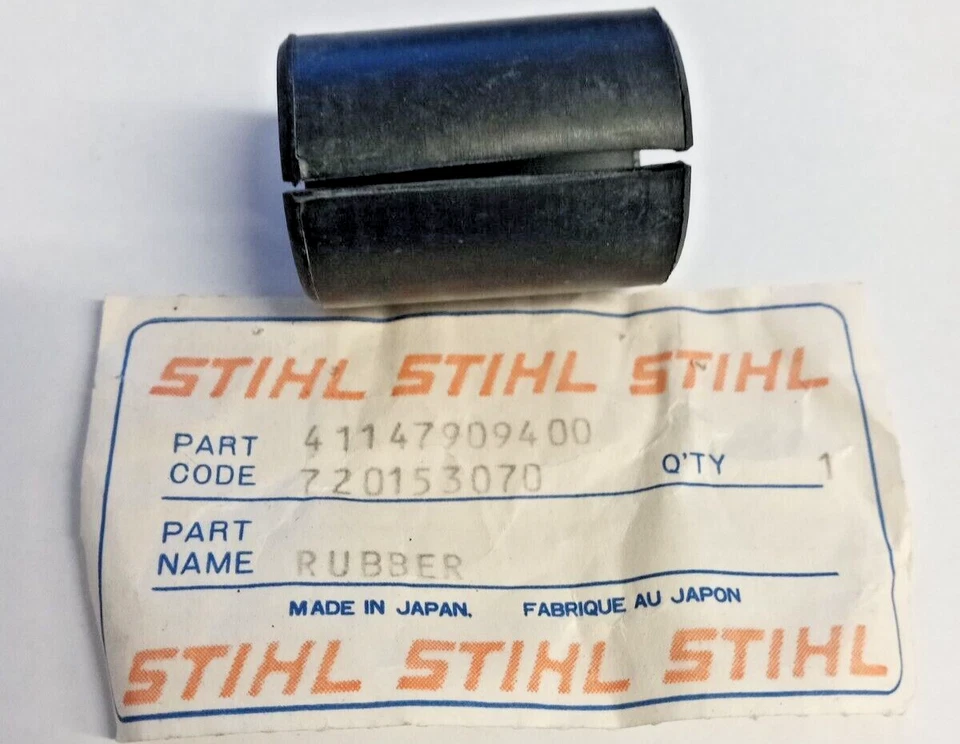 STIHL STIHL STIHL
PART 41147909400
CODE 720153070 Q'TY 1
PART
NAME RUBBER
MADE IN JAPAN. FABRIQUE AU JAPON
STIHL STIHL STIHL